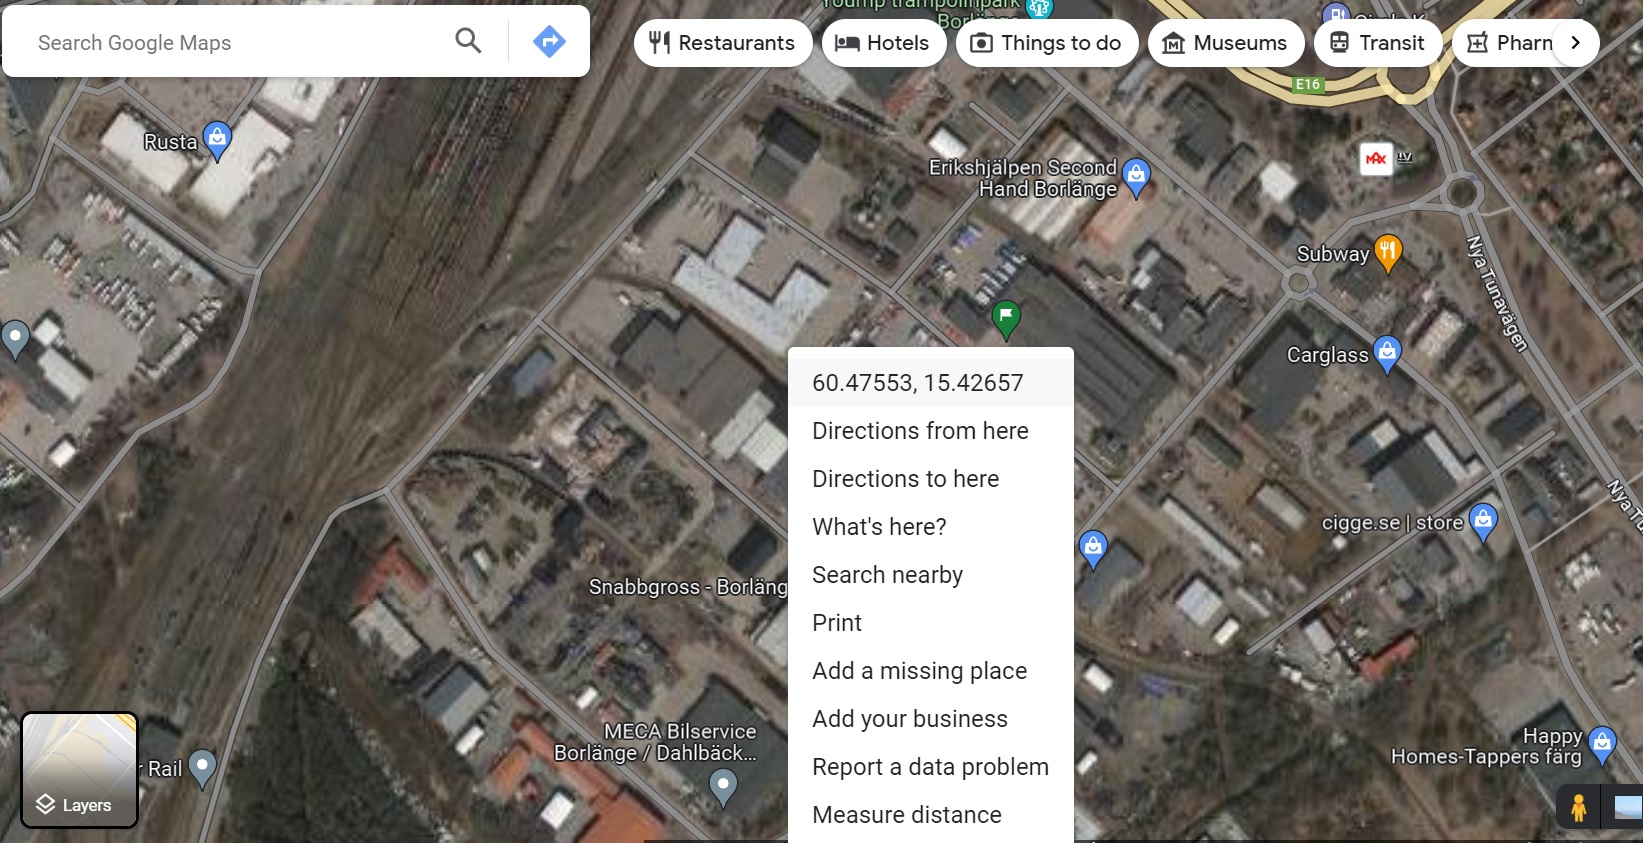 Yoump trampolinpark
Borlänge
Search Google Maps
Restaurants
Hotels
Things to do
Museums
Transit
Circle K
E16
Rusta
Erikshjälpen Second
Hand Borlänge
MAX
Subway
Nya Tunavägen
Carglass
60.47553, 15.42657
Directions from here
Directions to here
What's here?
Search nearby
Print
Add a missing place
Add your business
Report a data problem
Measure distance
cigge.se | store
Nya Tu
Snabbgross - Borläng
MECA Bilservice
Borlänge / Dahlbäck...
Happy
Homes-Tappers färg
r Rail
Layers